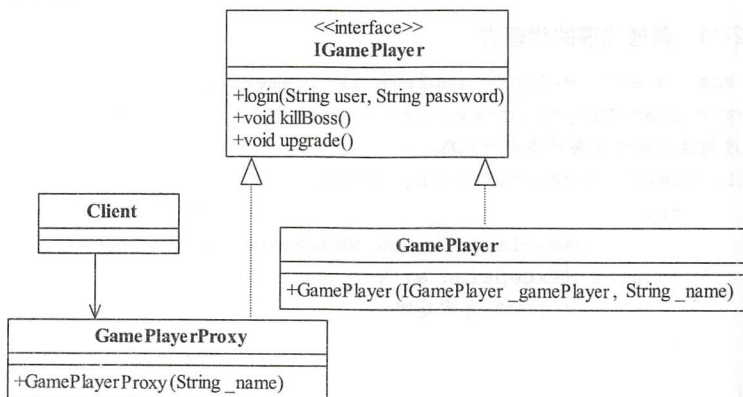 <<interface>>
IGamePlayer
+login(String user, String password)
+void killBoss()
+void upgrade()
Client
GamePlayer
+GamePlayer(IGamePlayer _gamePlayer, String _name)
GamePlayerProxy
+GamePlayerProxy(String _name)